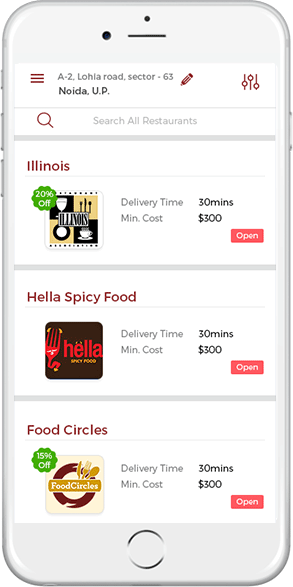 A-2, Lohia road, sector - 63
Noida, U.P.
Search All Restaurants
Illinois
20%
Off
ILLINOIS
Delivery Time 30mins
Min. Cost $300
Open
Hella Spicy Food
hella
SPICY FOOD
Delivery Time 30mins
Min. Cost $300
Open
Food Circles
15%
Off
FoodCircles
Delivery Time 30mins
Min. Cost $300
Open